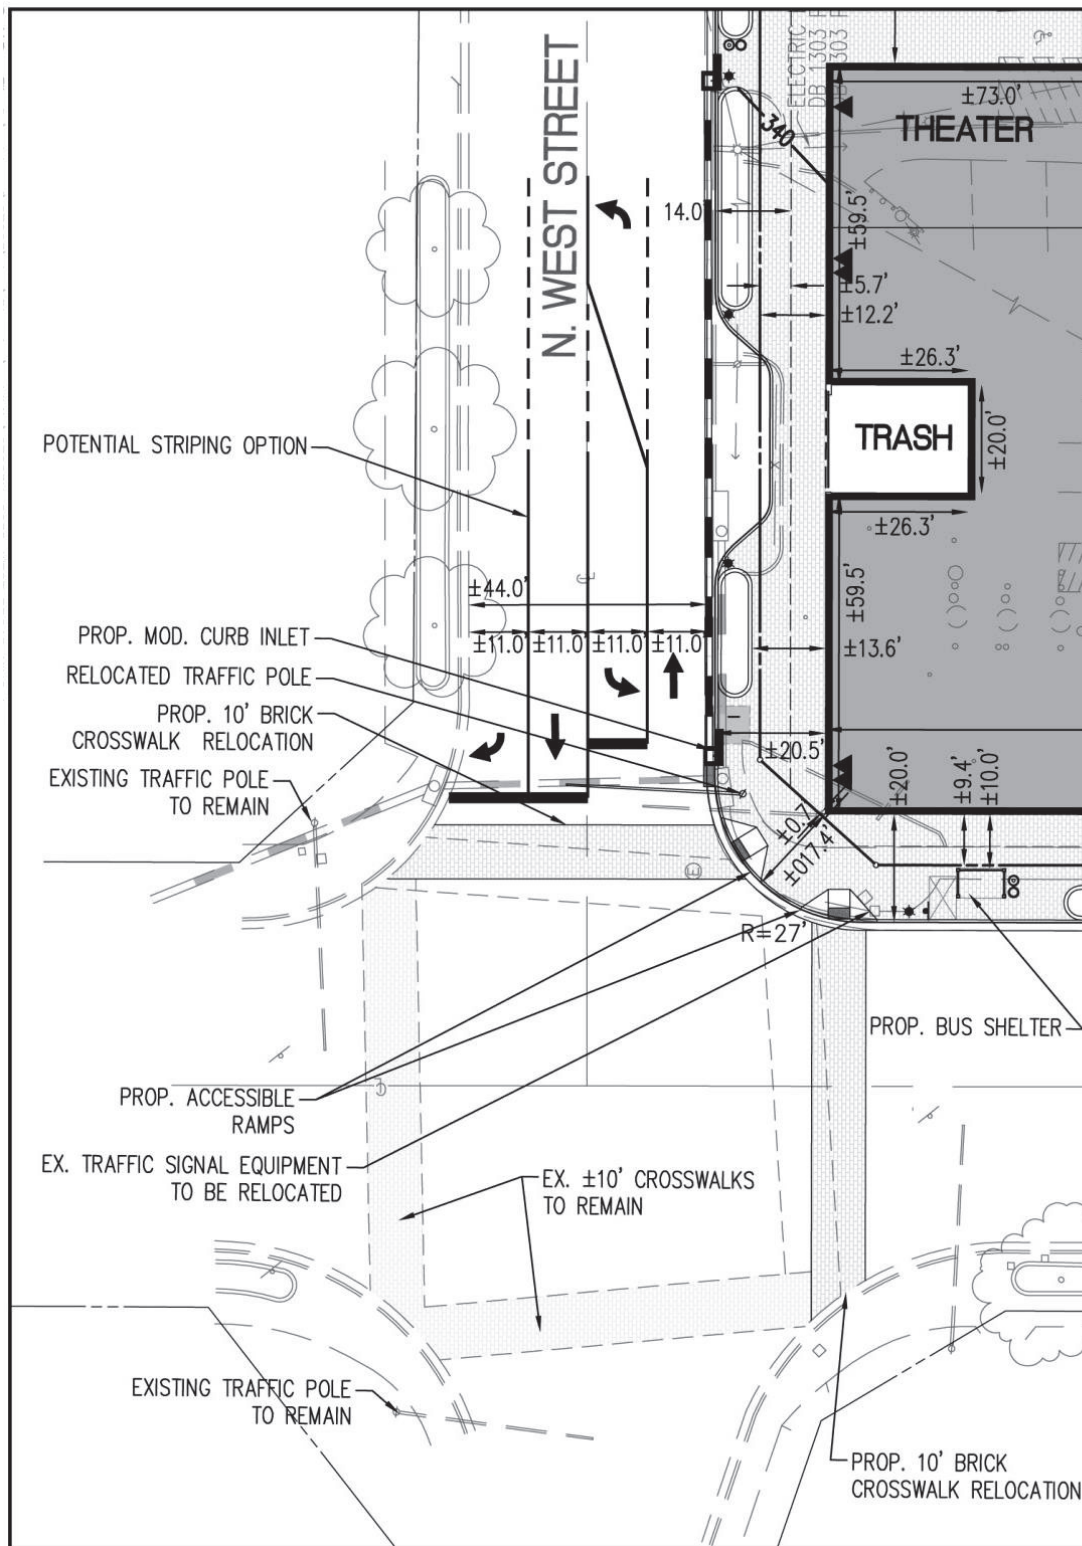 N. WEST STREET
ELECTRIC
DB 1303
±73.0'
THEATER
340
14.0'
±59.5'
±5.7'
±12.2'
±26.3'
POTENTIAL STRIPING OPTION
TRASH
±20.0'
±26.3'
±44.0'
±59.5'
PROP. MOD. CURB INLET
±11.0'
±11.0'
±11.0'
±11.0'
±13.6'
RELOCATED TRAFFIC POLE
PROP. 10' BRICK
CROSSWALK RELOCATION
±20.5'
EXISTING TRAFFIC POLE
TO REMAIN
±20.0'
±9.4'
±10.0'
±0.7'
±017.4'
R=27'
PROP. BUS SHELTER
PROP. ACCESSIBLE
RAMPS
EX. TRAFFIC SIGNAL EQUIPMENT
TO BE RELOCATED
EX. ±10' CROSSWALKS
TO REMAIN
EXISTING TRAFFIC POLE
TO REMAIN
PROP. 10' BRICK
CROSSWALK RELOCATION